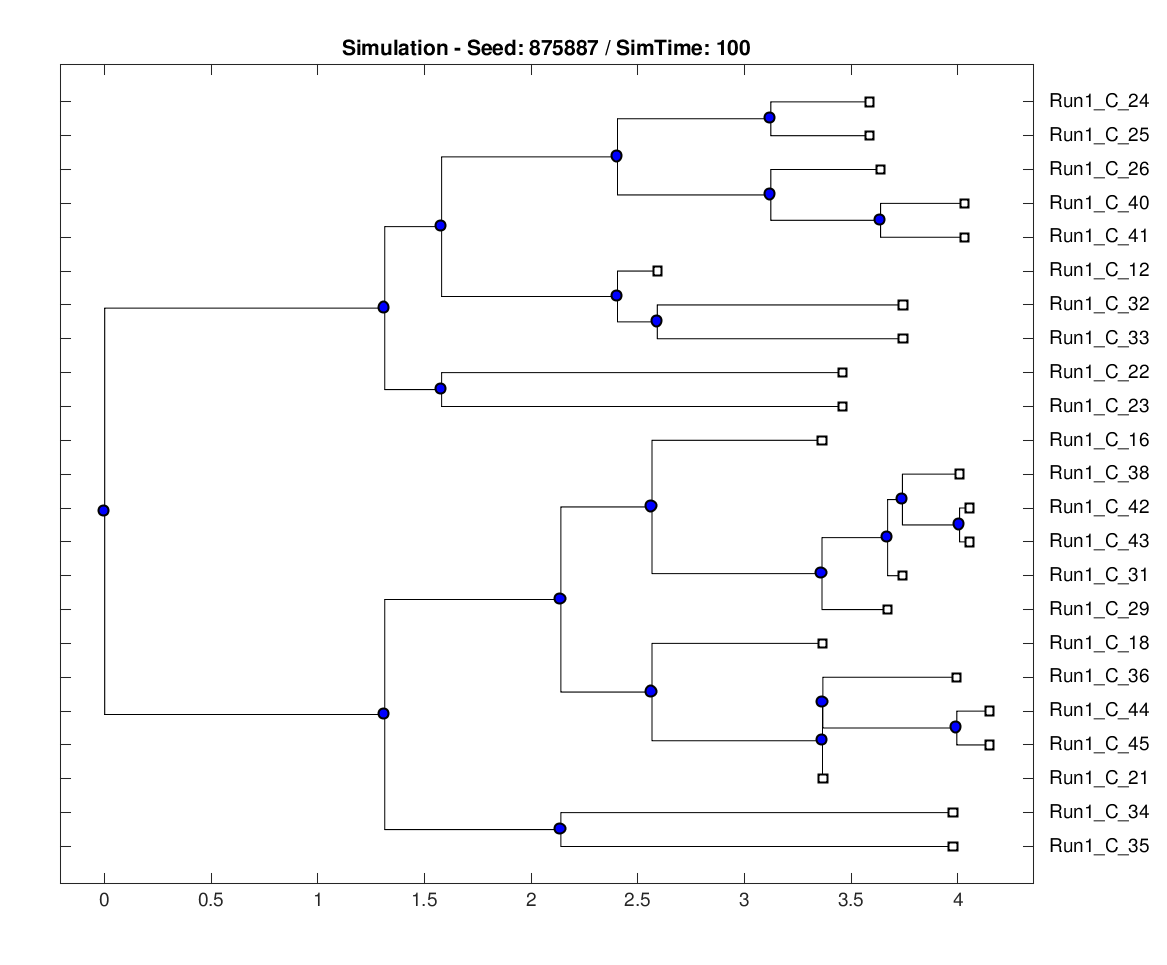 Simulation - Seed: 875887 / SimTime: 100
Run1_C_24
Run1_C_25
Run1_C_26
Run1_C_40
Run1_C_41
Run1_C_12
Run1_C_32
Run1_C_33
Run1_C_22
Run1_C_23
Run1_C_16
Run1_C_38
Run1_C_42
Run1_C_43
Run1_C_31
Run1_C_29
Run1_C_18
Run1_C_36
Run1_C_44
Run1_C_45
Run1_C_21
Run1_C_34
Run1_C_35
0 0.5 1 1.5 2 2.5 3 3.5 4